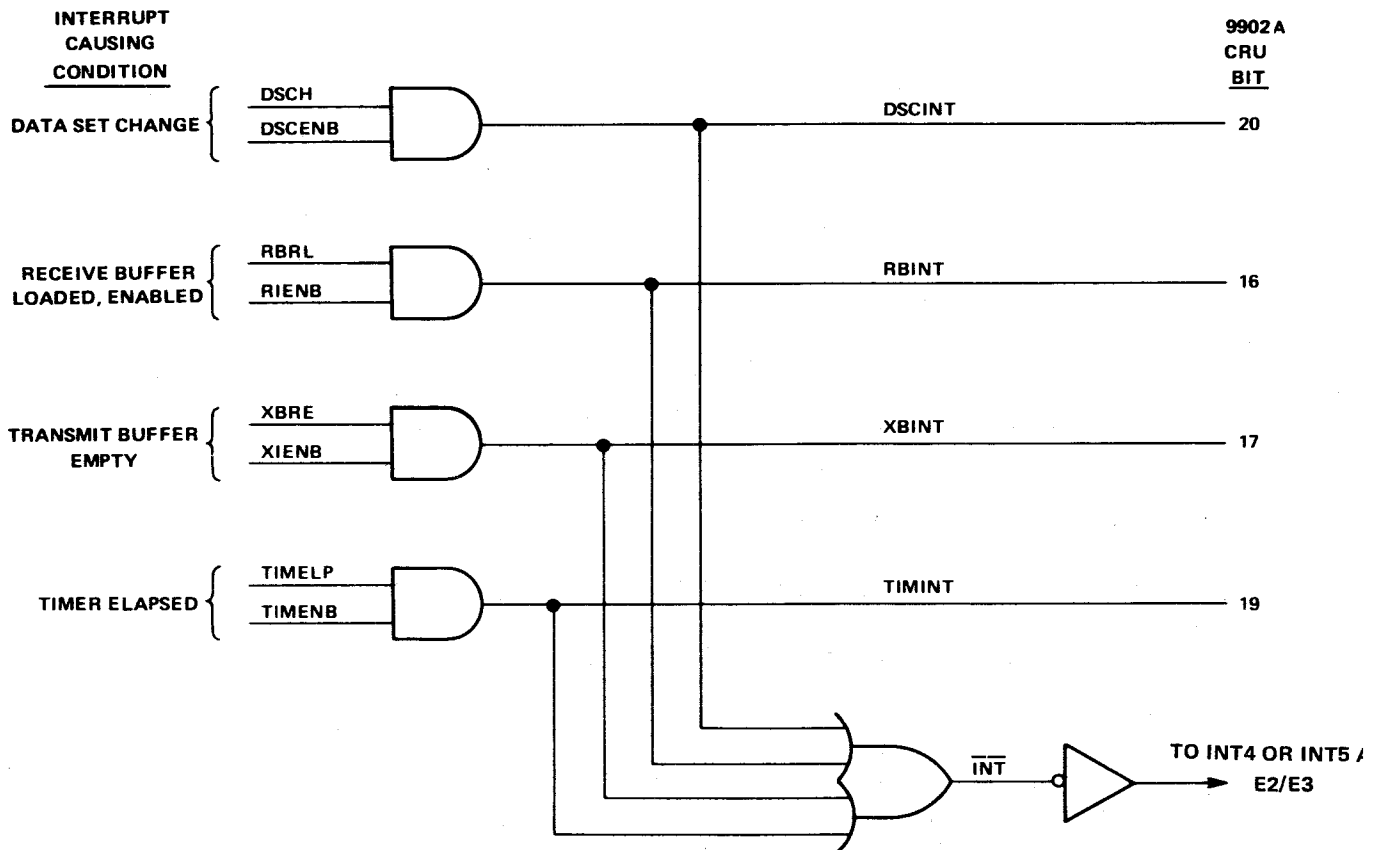 INTERRUPT
CAUSING
CONDITION
9902A
CRU
BIT
DATA SET CHANGE
DSCH
DSCENB
DSCINT
20
RECEIVE BUFFER
LOADED, ENABLED
RBRL
RIENB
RBINT
16
TRANSMIT BUFFER
EMPTY
XBRE
XIENB
XBINT
17
TIMER ELAPSED
TIMELP
TIMENB
TIMINT
19
INT
TO INT4 OR INT5
E2/E3